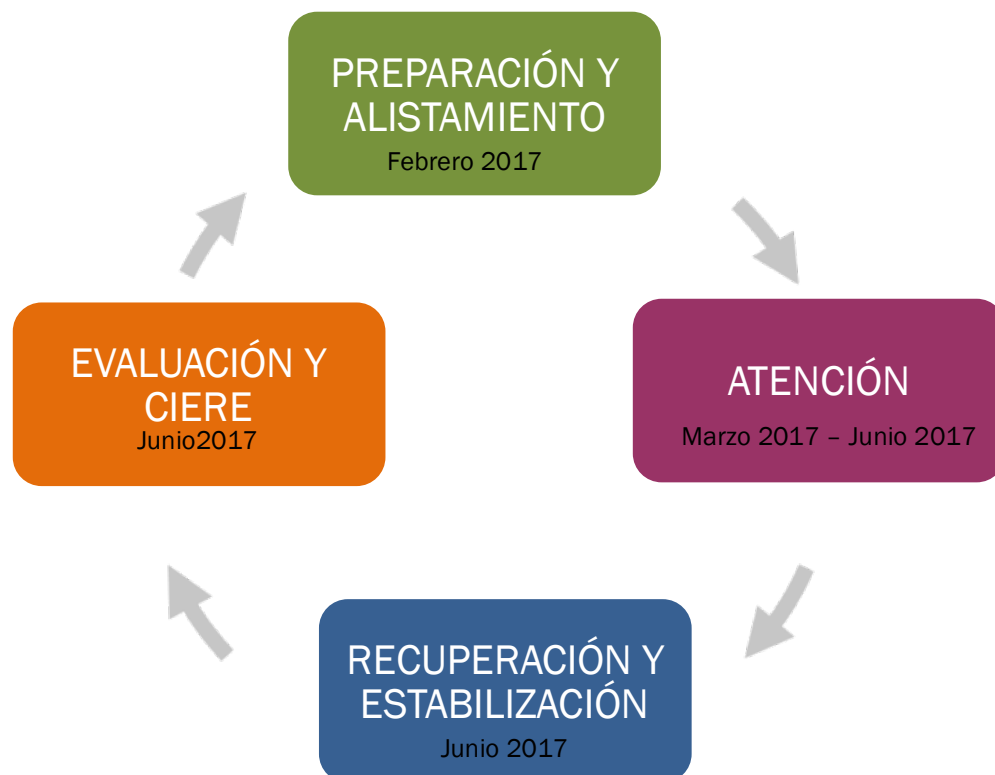 PREPARACIÓN Y
ALISTAMIENTO
Febrero 2017
EVALUACIÓN Y
CIERE
Junio2017
ATENCIÓN
Marzo 2017 – Junio 2017
RECUPERACIÓN Y
ESTABILIZACIÓN
Junio 2017